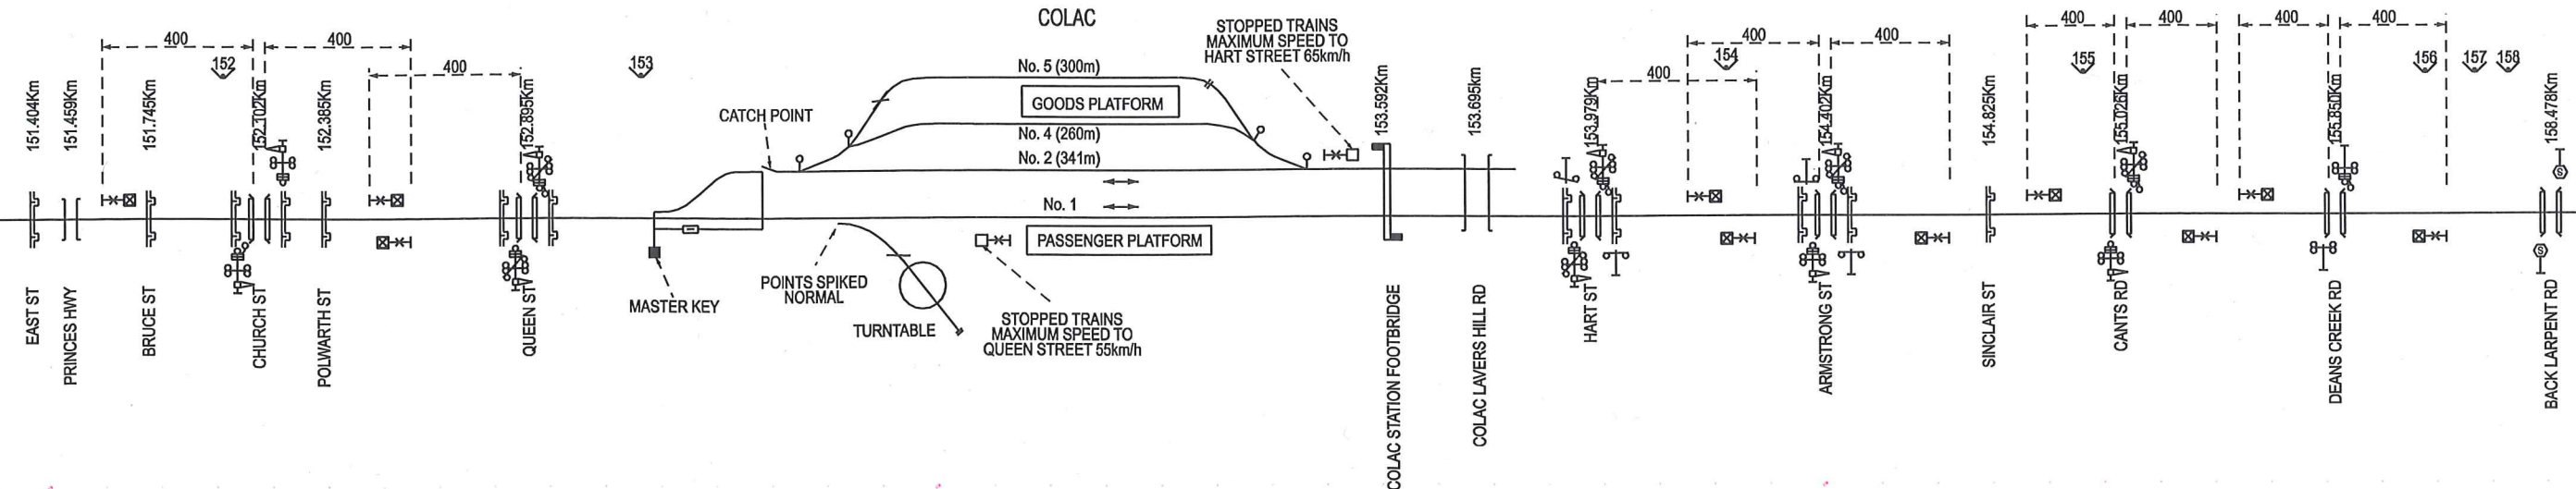 COLAC
400
400
400
152
153
151.404Km
151.459Km
151.745Km
152.102Km
152.385Km
152.895Km
EAST ST
PRINCES HWY
BRUCE ST
CHURCH ST
POLWARTH ST
QUEEN ST
MASTER KEY
CATCH POINT
No. 5 (300m)
GOODS PLATFORM
No. 4 (260m)
No. 2 (341m)
No. 1
PASSENGER PLATFORM
POINTS SPIKED
NORMAL
TURNTABLE
STOPPED TRAINS
MAXIMUM SPEED TO
QUEEN STREET 55km/h
STOPPED TRAINS
MAXIMUM SPEED TO
HART STREET 65km/h
153.592Km
153.695km
COLAC STATION FOOTBRIDGE
COLAC LAVERS HILL RD
400
400
400
154
153.979Km
154.402Km
154.825Km
HART ST
ARMSTRONG ST
SINCLAIR ST
400
400
400
400
155
156
157
158
155.026Km
155.850Km
158.478Km
S
S
CANTS RD
DEANS CREEK RD
BACK LARPENT RD